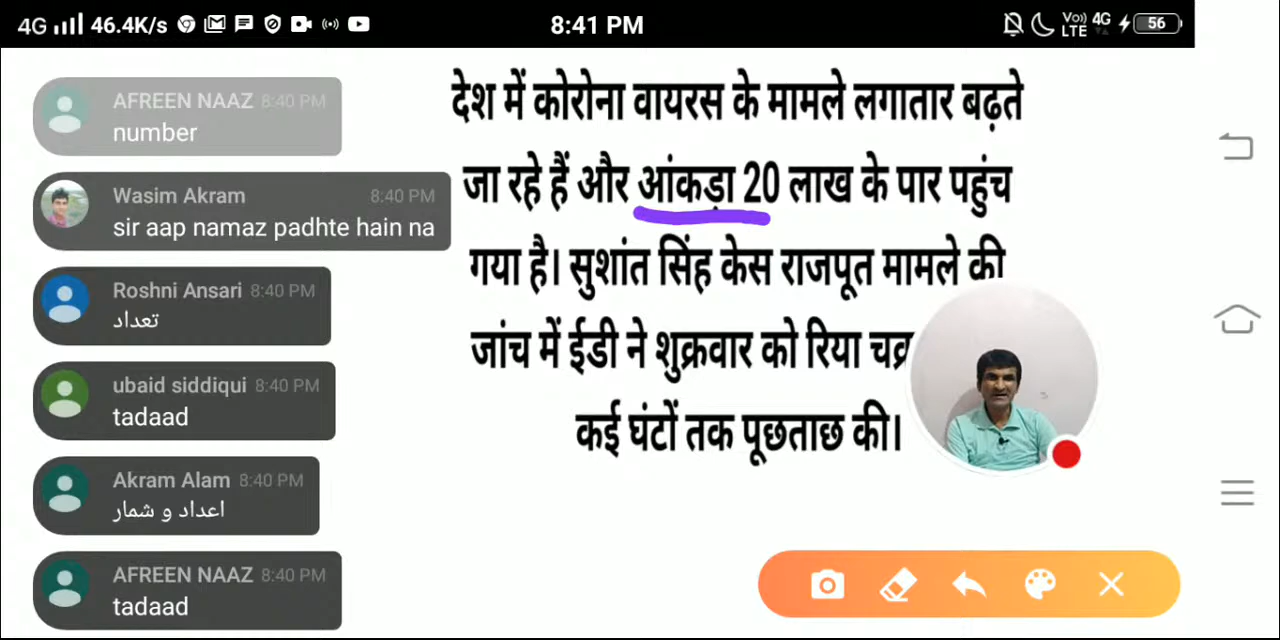 4G 46.4K/s 8:41 PM Vo) LTE 4G 56
AFREEN NAAZ 8:40 PM
number
Wasim Akram 8:40 PM
sir aap namaz padhte hain na
Roshni Ansari 8:40 PM
تعداد
ubaid siddiqui 8:40 PM
tadaad
Akram Alam 8:40 PM
اعداد و شمار
AFREEN NAAZ 8:40 PM
tadaad
देश में कोरोना वायरस के मामले लगातार बढ़ते
जा रहे हैं और आंकड़ा 20 लाख के पार पहुंच
गया है। सुशांत सिंह केस राजपूत मामले की
जांच में ईडी ने शुक्रवार को रिया
कई घंटों तक पूछताछ की।